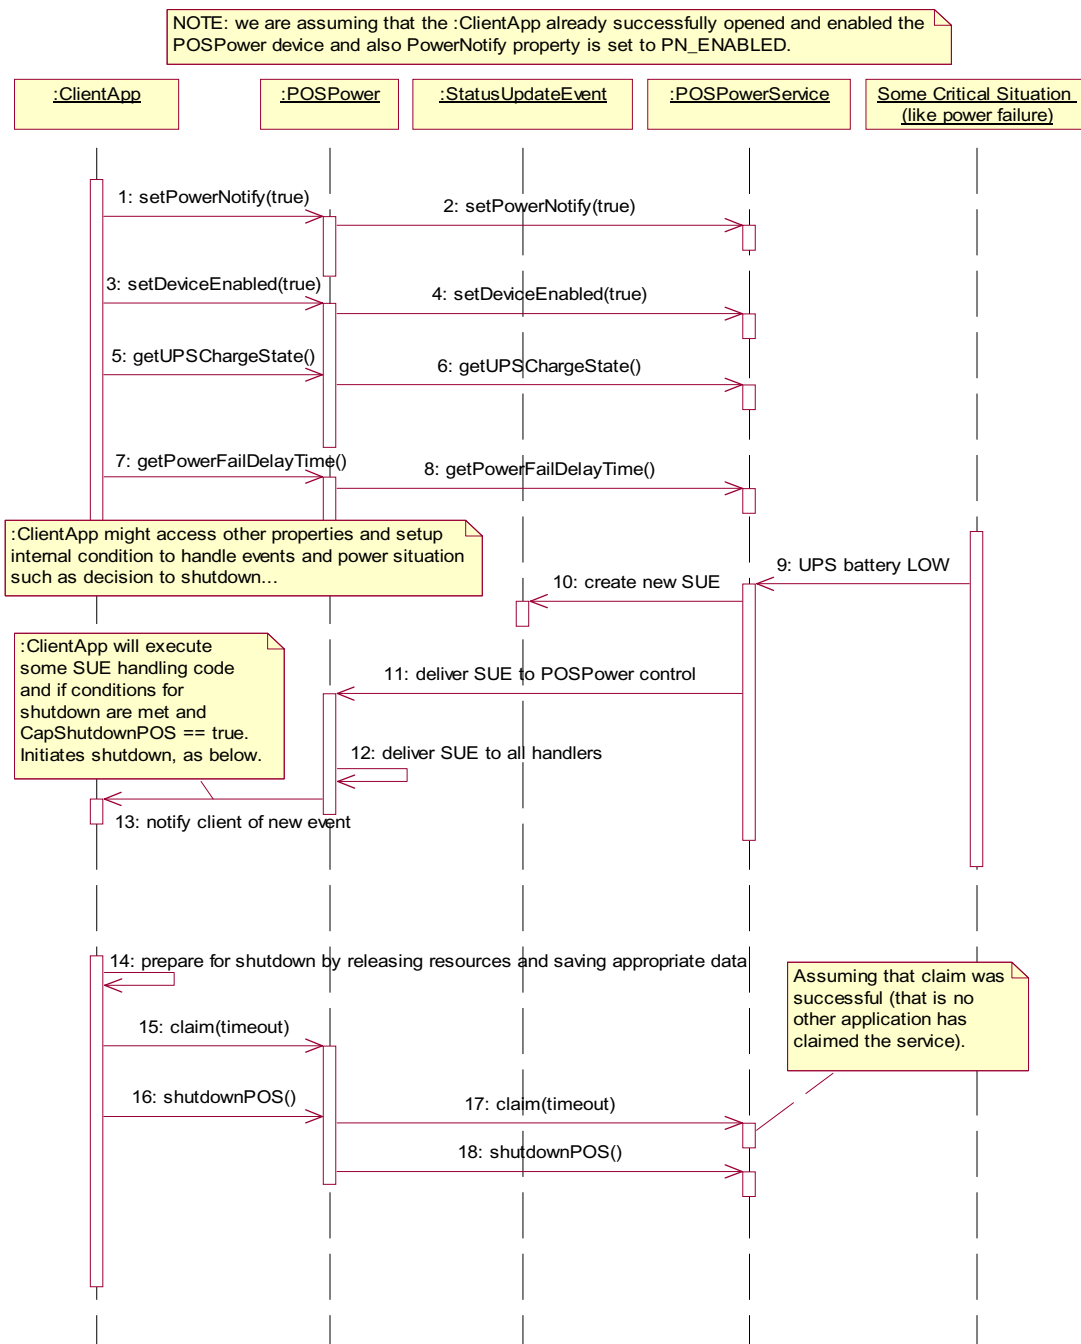 NOTE: we are assuming that the :ClientApp already successfully opened and enabled the
POSPower device and also PowerNotify property is set to PN_ENABLED.
:ClientApp
:POSPower
:StatusUpdateEvent
:POSPowerService
Some Critical Situation
(like power failure)
1: setPowerNotify(true)
2: setPowerNotify(true)
3: setDeviceEnabled(true)
4: setDeviceEnabled(true)
5: getUPSChargeState()
6: getUPSChargeState()
7: getPowerFailDelayTime()
8: getPowerFailDelayTime()
:ClientApp might access other properties and setup
internal condition to handle events and power situation
such as decision to shutdown...
9: UPS battery LOW
10: create new SUE
:ClientApp will execute
some SUE handling code
and if conditions for
shutdown are met and
CapShutdownPOS == true.
Initiates shutdown, as below.
11: deliver SUE to POSPower control
12: deliver SUE to all handlers
13: notify client of new event
14: prepare for shutdown by releasing resources and saving appropriate data
Assuming that claim was
successful (that is no
other application has
claimed the service).
15: claim(timeout)
16: shutdownPOS()
17: claim(timeout)
18: shutdownPOS()